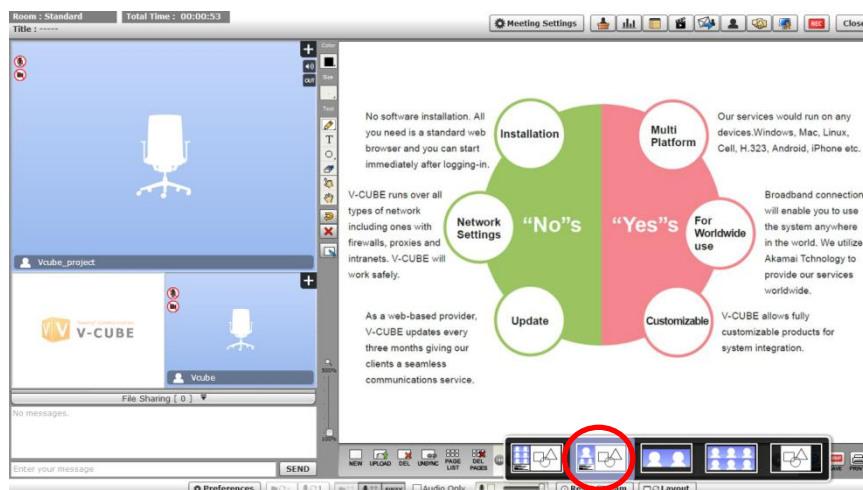 Room : Standard
Total Time : 00:00:53
Title : -----
Meeting Settings
REC
Close
OUT
Color
Size
Tool
T
No software installation. All
you need is a standard web
browser and you can start
immediately after logging-in.
Installation
Multi
Platform
Our services would run on any
devices.Windows, Mac, Linux,
Cell, H.323, Android, iPhone etc.
V-CUBE runs over all
types of network
including ones with
firewalls, proxies and
intranets. V-CUBE will
work safely.
Network
Settings
“No”s
“Yes”s
For
Worldwide
use
Broadband connection
will enable you to use
the system anywhere
in the world. We utilize
Akamai Tchnology to
provide our services
worldwide.
As a web-based provider,
V-CUBE updates every
three months giving our
clients a seamless
communications service.
Update
Customizable
V-CUBE allows fully
customizable products for
system integration.
Vcube_project
V-CUBE
Vcube
File Sharing [ 0 ]
No messages.
Enter your message
SEND
500%
100%
NEW
UPLOAD
DEL
UNSYNC
PAGE
LIST
DEL
PAGES
Preferences
Audio Only
Layout